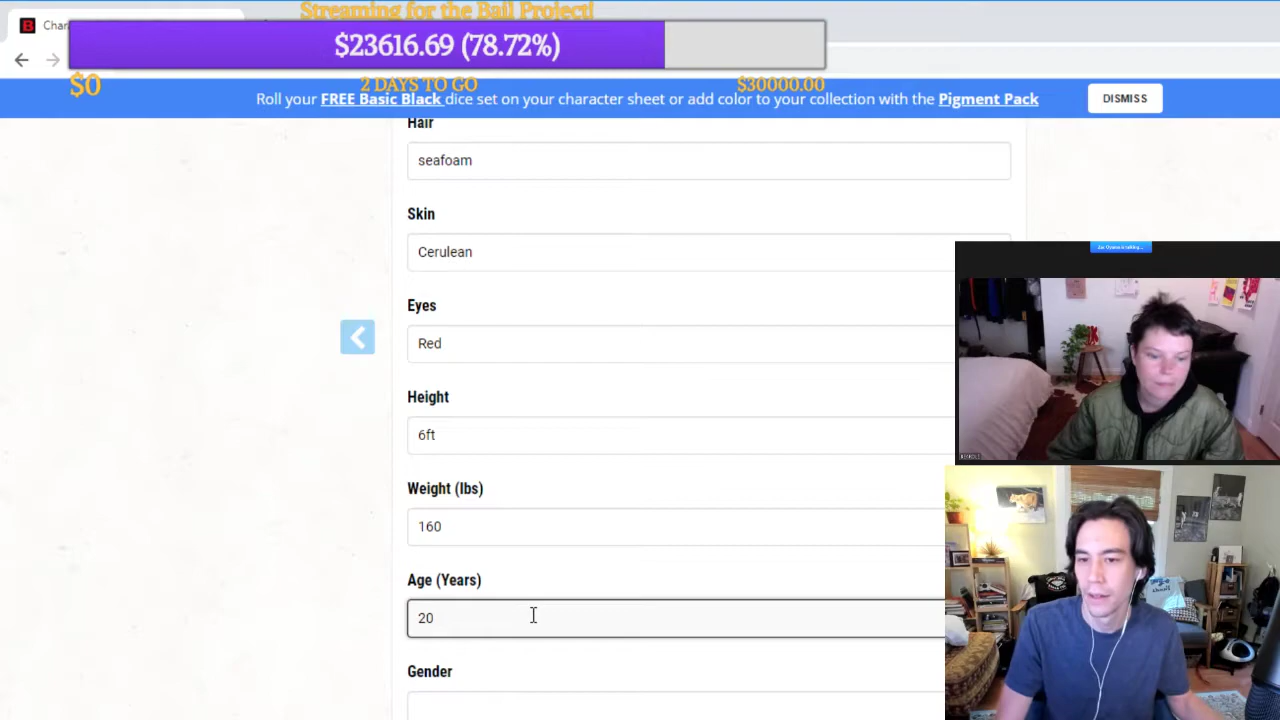 Streaming for the Bail Project!
Char
$23616.69 (78.72%)
$0
2 DAYS TO GO
$30000.00
Roll your FREE Basic Black dice set on your character sheet or add color to your collection with the Pigment Pack
DISMISS
Hair
seafoam
Skin
Cerulean
Eyes
Red
Height
6ft
Weight (lbs)
160
Age (Years)
20
Gender